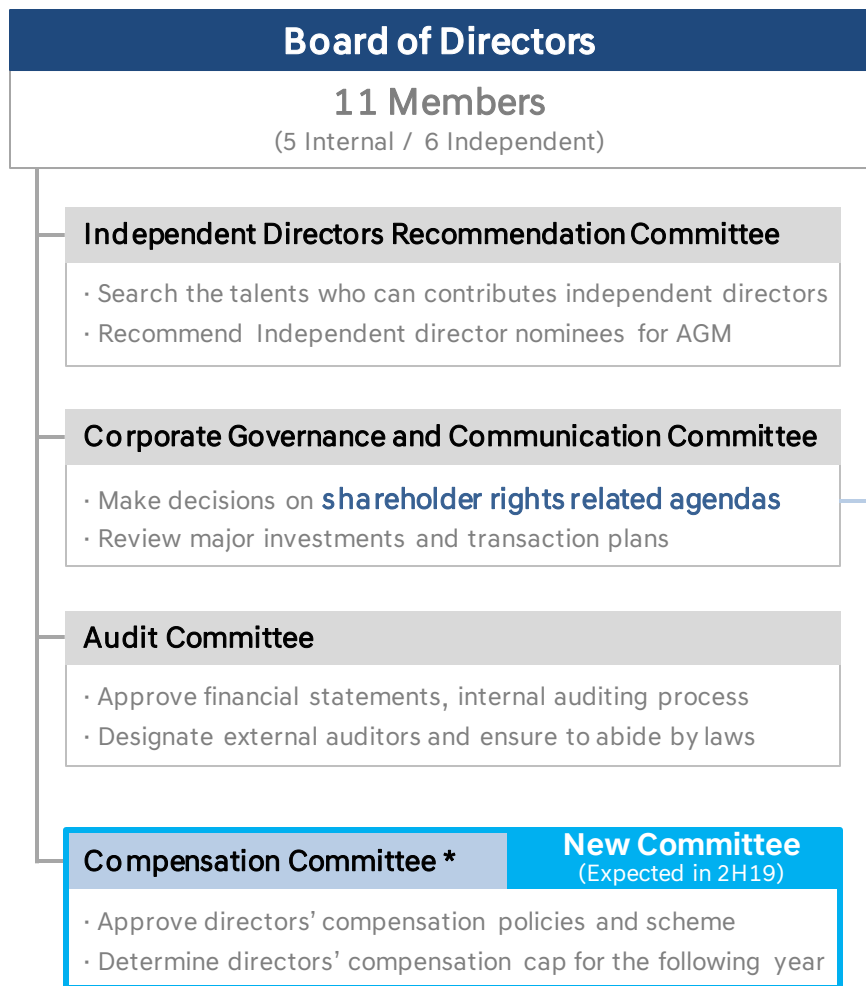 Board of Directors
11 Members
(5 Internal / 6 Independent)
Independent Directors Recommendation Committee
· Search the talents who can contributes independent directors
· Recommend Independent director nominees for AGM
Corporate Governance and Communication Committee
· Make decisions on shareholder rights related agendas
· Review major investments and transaction plans
Audit Committee
· Approve financial statements, internal auditing process
· Designate external auditors and ensure to abide by laws
Compensation Committee *
New Committee
(Expected in 2H19)
· Approve directors’ compensation policies and scheme
· Determine directors’ compensation cap for the following year